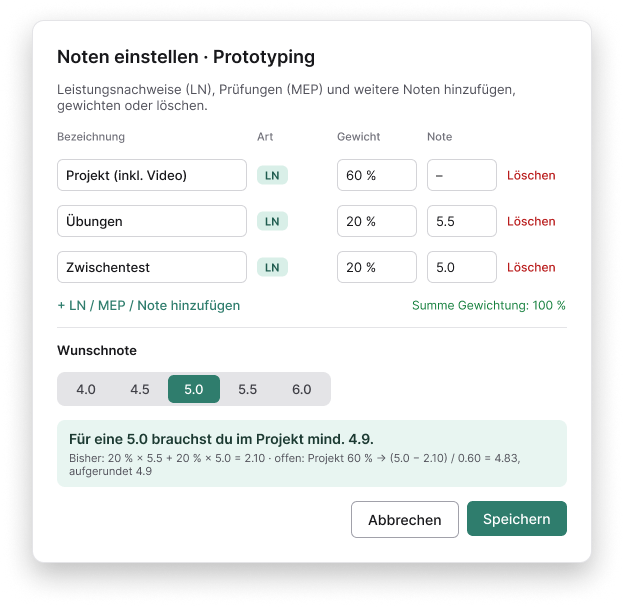 Noten einstellen · Prototyping
Leistungsnachweise (LN), Prüfungen (MEP) und weitere Noten hinzufügen,
gewichten oder löschen.
Bezeichnung Art Gewicht Note
Projekt (inkl. Video) LN 60 % – Löschen
Übungen LN 20 % 5.5 Löschen
Zwischentest LN 20 % 5.0 Löschen
+ LN / MEP / Note hinzufügen Summe Gewichtung: 100 %
Wunschnote
4.0 4.5 5.0 5.5 6.0
Für eine 5.0 brauchst du im Projekt mind. 4.9.
Bisher: 20 % × 5.5 + 20 % × 5.0 = 2.10 · offen: Projekt 60 % → (5.0 − 2.10) / 0.60 = 4.83,
aufgerundet 4.9
Abbrechen Speichern